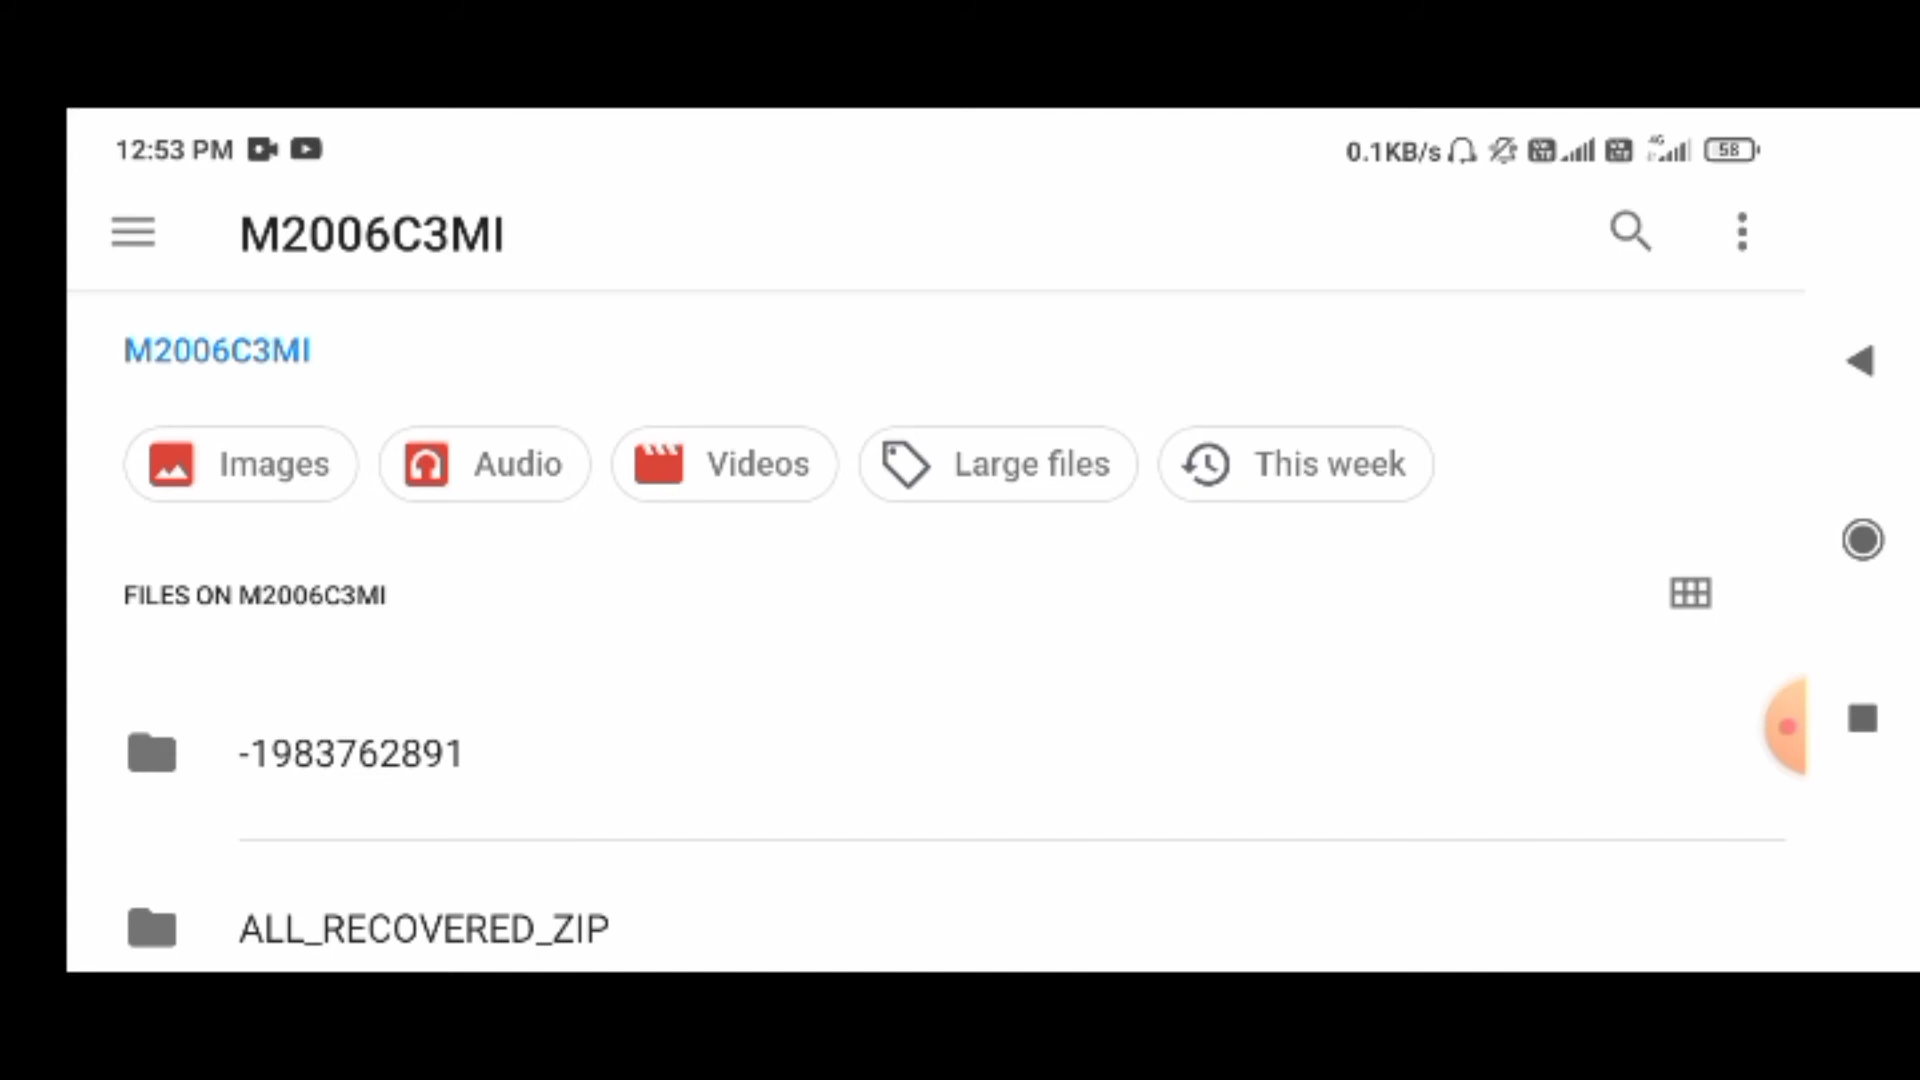 12:53 PM
0.1KB/s 4G 58
M2006C3MI
M2006C3MI
Images Audio Videos Large files This week
FILES ON M2006C3MI
-1983762891
ALL_RECOVERED_ZIP